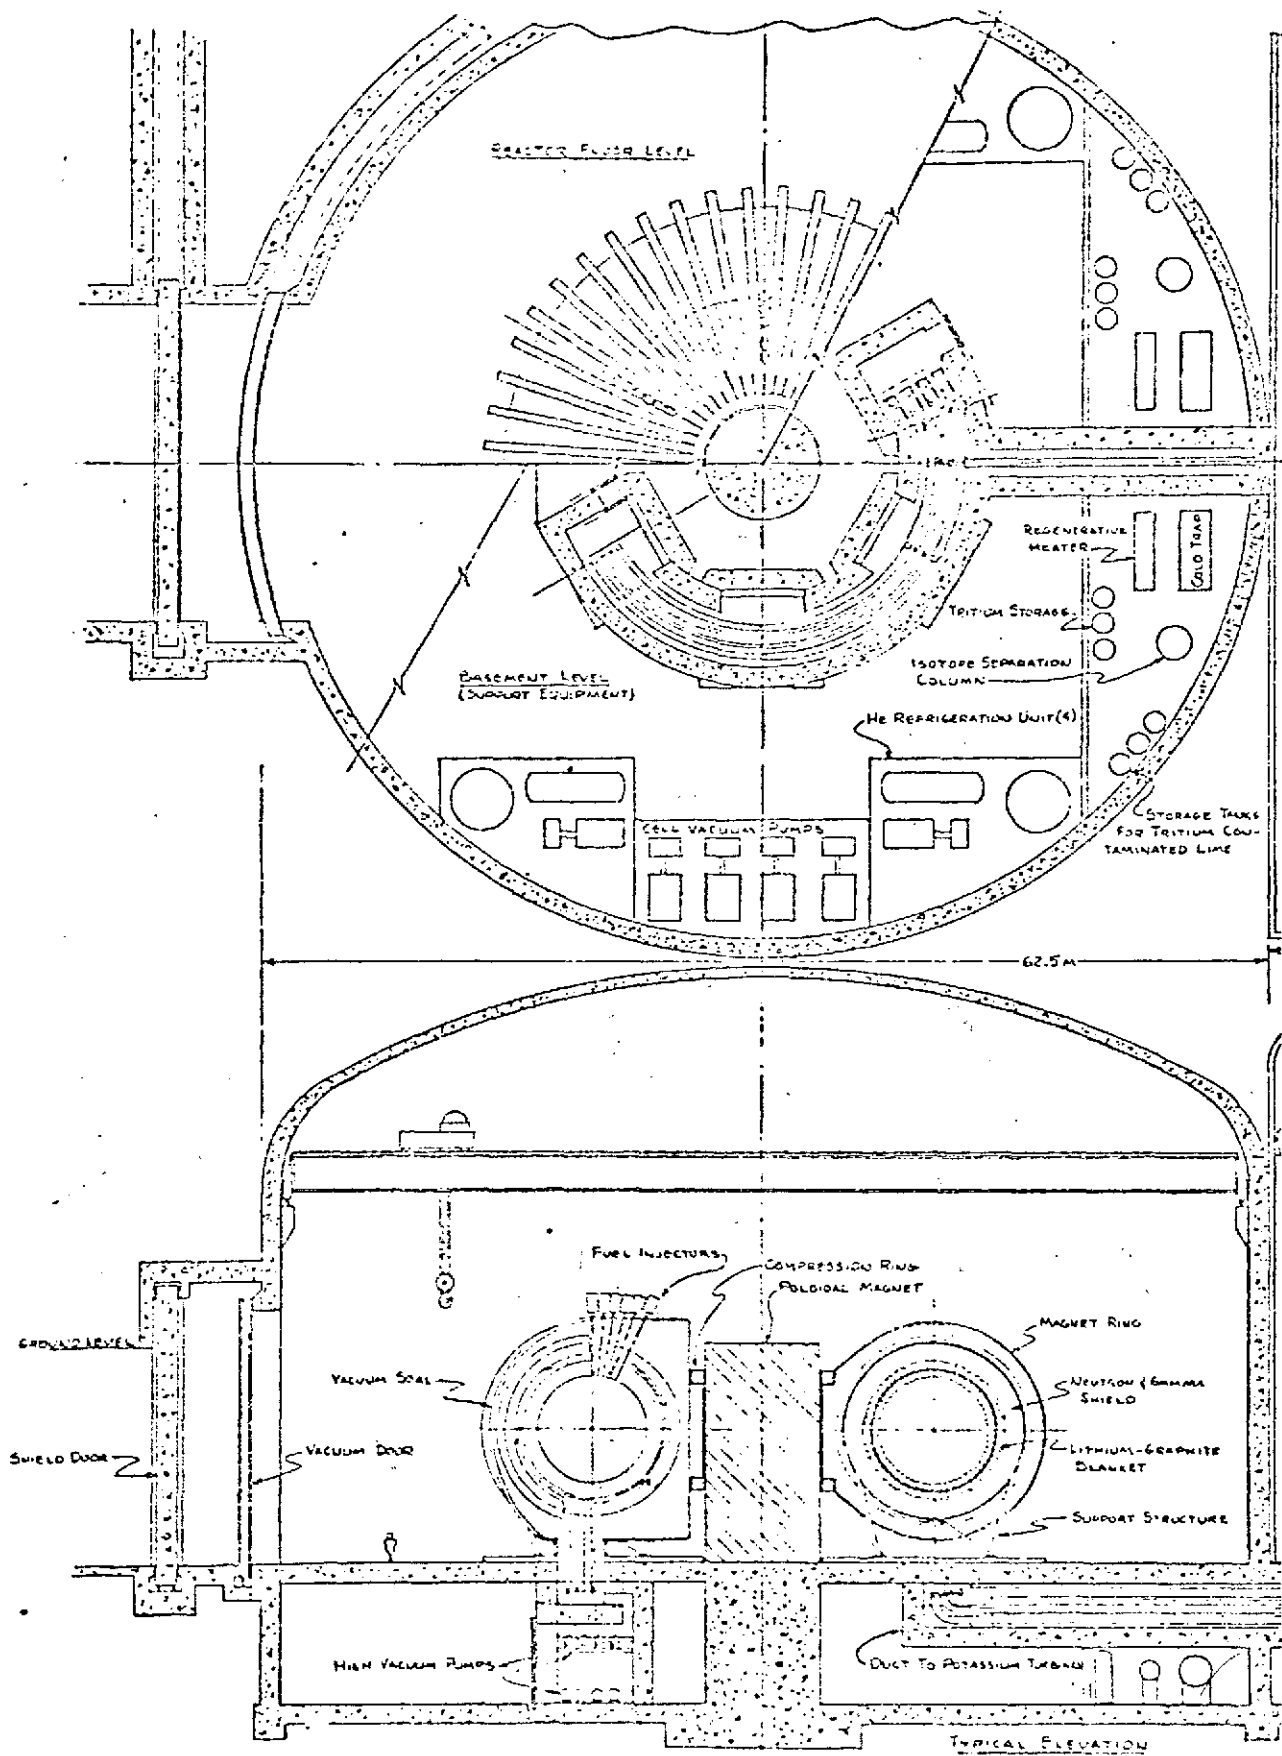 REACTOR FLOOR LEVEL
REGENERATIVE
HEATER
COLD TRAP
TRITIUM STORAGE
ISOTOPE SEPARATION
COLUMN
BASEMENT LEVEL
(SUPPORT EQUIPMENT)
He REFRIGERATION UNIT(4)
CELL VACUUM PUMPS
STORAGE TANKS
FOR TRITIUM CON-
TAMINATED LIME
62.5 M
FUEL INJECTORS
COMPRESSION RING
POLOIDAL MAGNET
MAGNET RING
GROUND LEVEL
VACUUM SEAL
NEUTRON & GAMMA
SHIELD
SHIELD DOOR
VACUUM DOOR
LITHIUM-GRAPHITE
BLANKET
SUPPORT STRUCTURE
HIGH VACUUM PUMPS
DUCT TO POTASSIUM TURBINE
TYPICAL ELEVATION